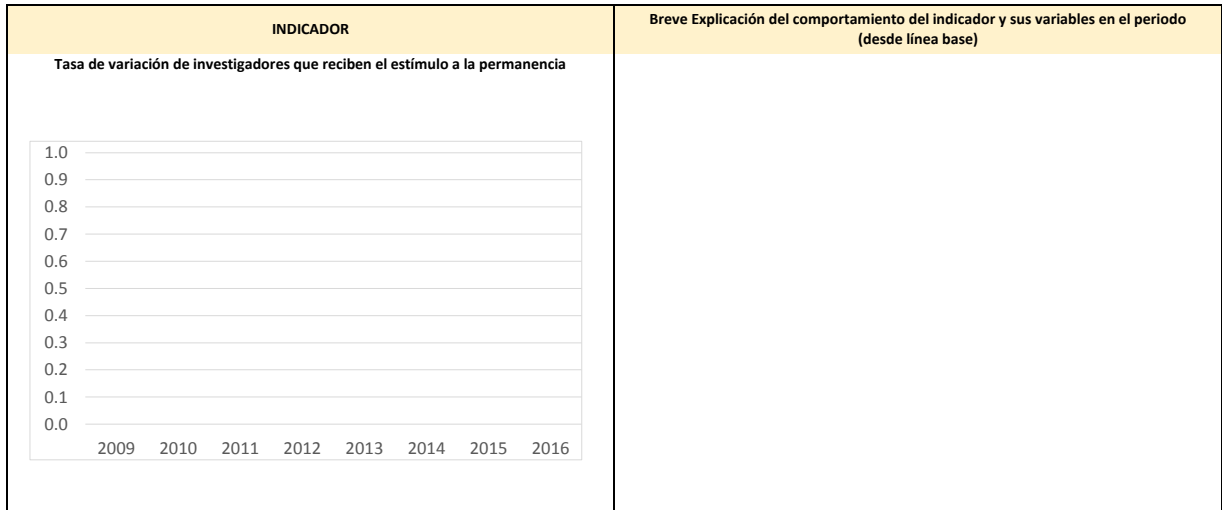 INDICADOR
Breve Explicación del comportamiento del indicador y sus variables en el periodo
(desde línea base)
Tasa de variación de investigadores que reciben el estímulo a la permanencia
1.0
0.9
0.8
0.7
0.6
0.5
0.4
0.3
0.2
0.1
0.0
2009 2010 2011 2012 2013 2014 2015 2016